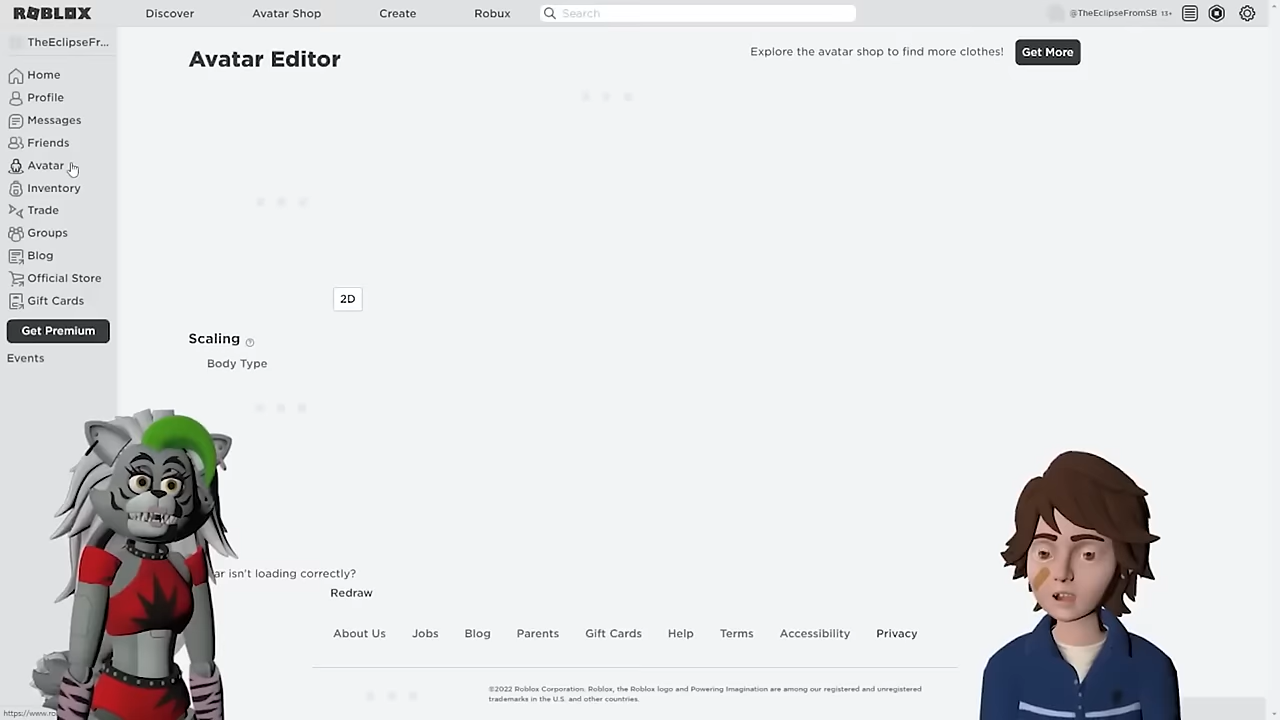 ROBLOX
Discover
Avatar Shop
Create
Robux
Search
@TheEclipseFromSB 13+
TheEclipseFr...
Home
Profile
Messages
Friends
Avatar
Inventory
Trade
Groups
Blog
Official Store
Gift Cards
Get Premium
Events
Avatar Editor
Explore the avatar shop to find more clothes!
Get More
2D
Scaling
Body Type
isn't loading correctly?
Redraw
About Us
Jobs
Blog
Parents
Gift Cards
Help
Terms
Accessibility
Privacy
©2022 Roblox Corporation. Roblox, the Roblox logo and Powering Imagination are among our registered and unregistered
trademarks in the U.S. and other countries.